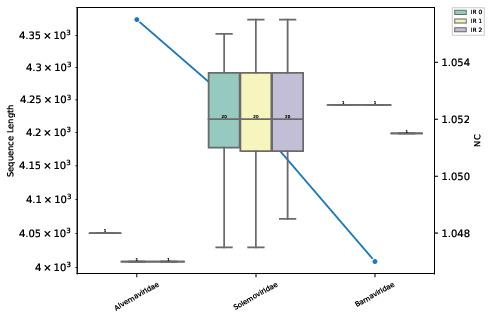 4.35 × 10³
4.3 × 10³
4.25 × 10³
4.2 × 10³
4.15 × 10³
4.1 × 10³
4.05 × 10³
4 × 10³
Sequence Length
1
1
1
20
20
20
1
1
1
1.054
1.052
1.050
1.048
NC
IR 0
IR 1
IR 2
Alvernaviridae
Solemoviridae
Barnaviridae